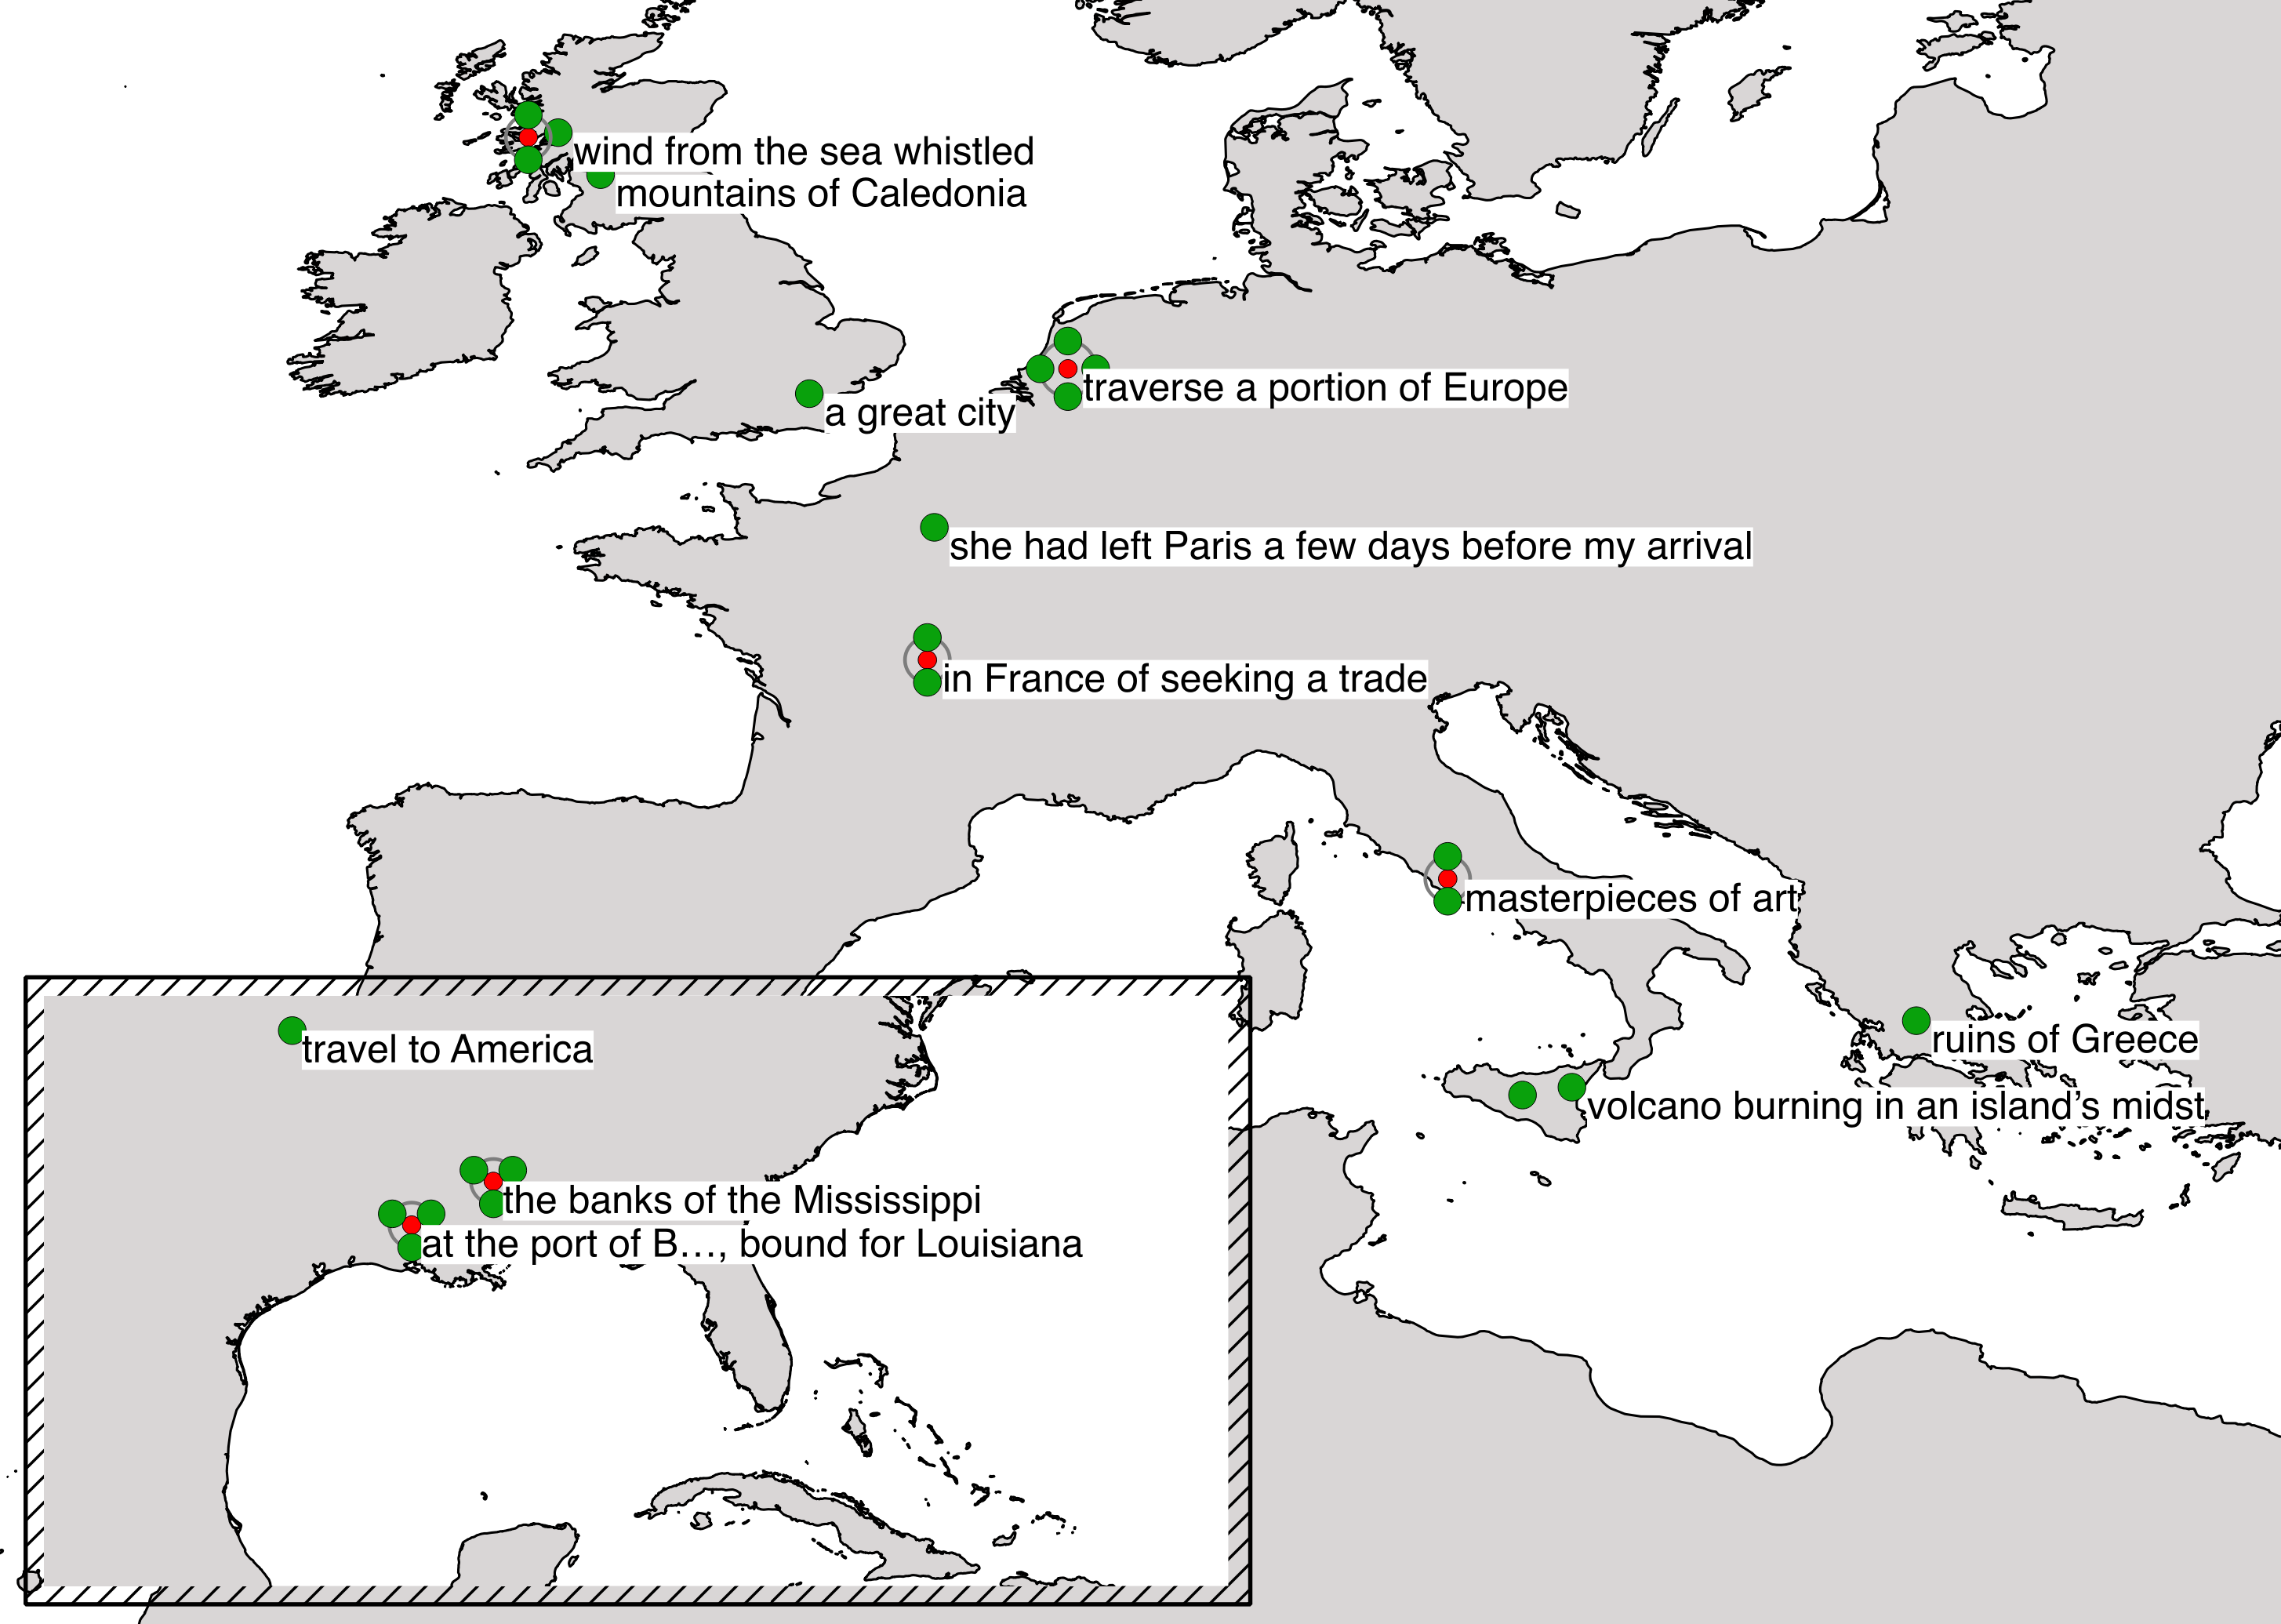 wind from the sea whistled
mountains of Caledonia
traverse a portion of Europe
a great city
she had left Paris a few days before my arrival
in France of seeking a trade
masterpieces of art
ruins of Greece
travel to America
volcano burning in an island’s midst
the banks of the Mississippi
at the port of B…, bound for Louisiana